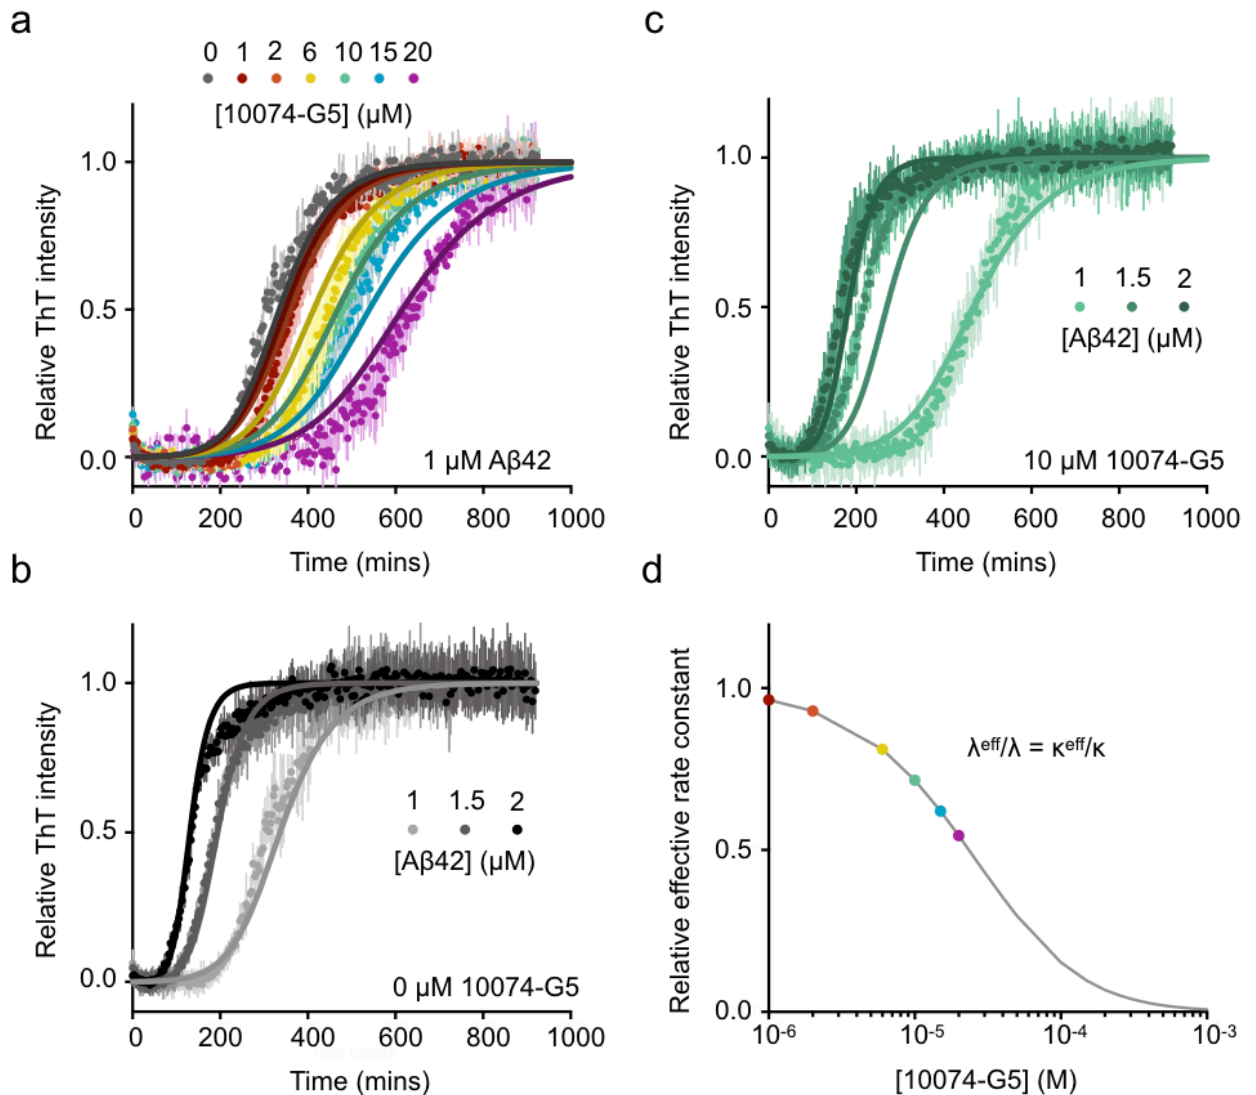 a
0 1 2 6 10 15 20
[10074-G5] (µM)
1.0
0.5
0.0
Relative ThT intensity
1 µM Aβ42
0 200 400 600 800 1000
Time (mins)
b
1.0
0.5
0.0
Relative ThT intensity
1 1.5 2
[Aβ42] (µM)
0 µM 10074-G5
0 200 400 600 800 1000
Time (mins)
Time (mins)
c
1.0
0.5
0.0
Relative ThT intensity
1 1.5 2
[Aβ42] (µM)
10 µM 10074-G5
0 200 400 600 800 1000
Time (mins)
d
1.0
0.5
0.0
Relative effective rate constant
λᵉᶠᶠ/λ = κᵉᶠᶠ/κ
10⁻⁶ 10⁻⁵ 10⁻⁴ 10⁻³
[10074-G5] (M)